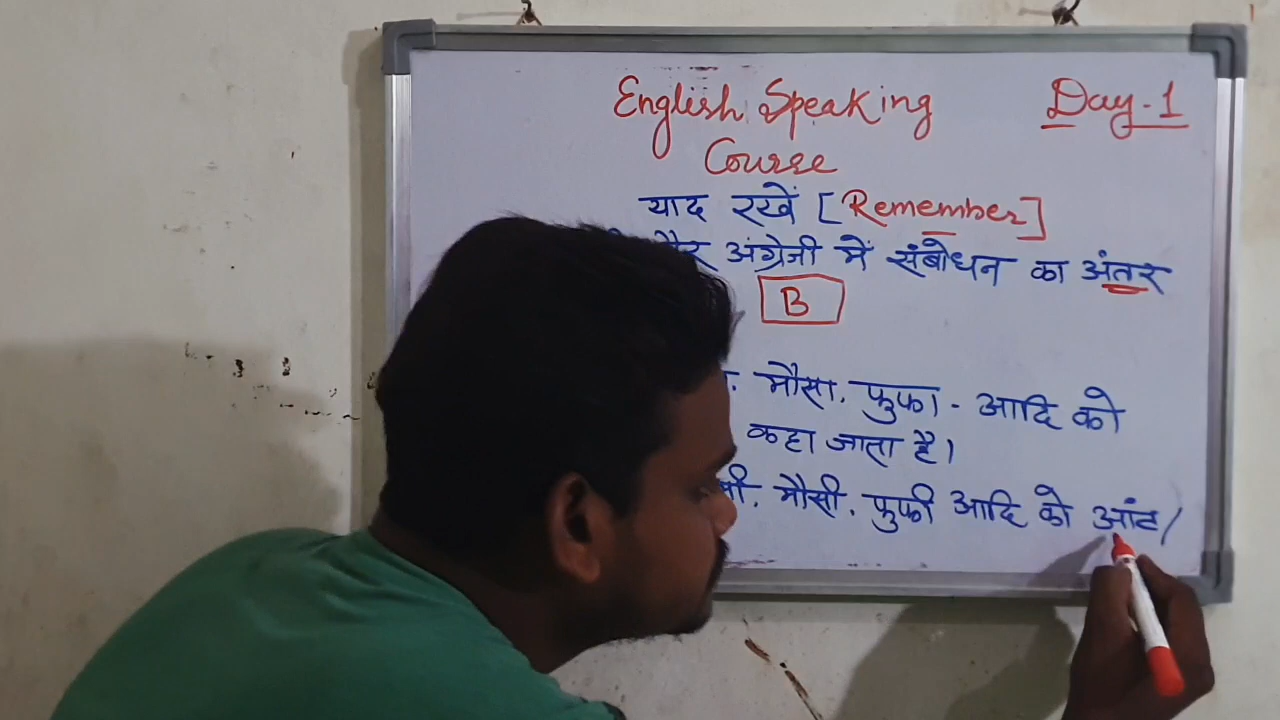 English Speaking Day-1
Course
याद रखें [Remember]
अंग्रेजी में संबोधन का अंतर
B
मौसा. फुफा - आदि को
कहा जाता है।
मौसी. फुफी आदि को आंट/